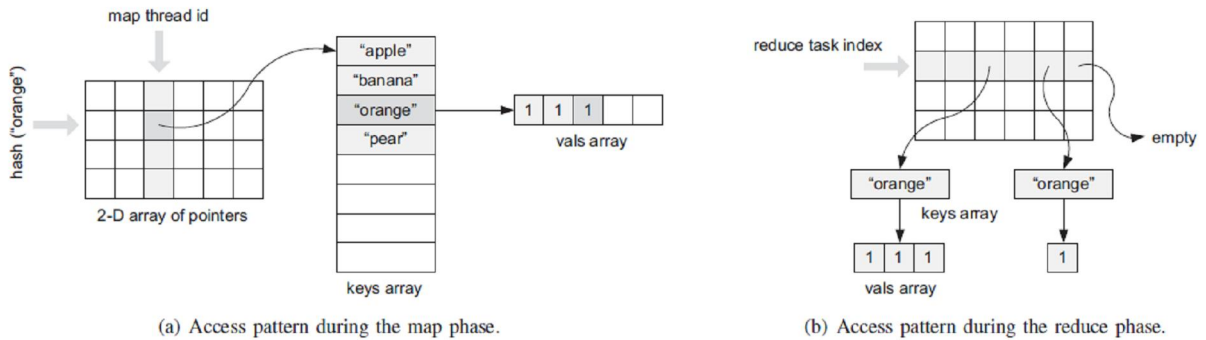 map thread id
hash ("orange")
2-D array of pointers
"apple"
"banana"
"orange"
"pear"
keys array
1 1 1
vals array
(a) Access pattern during the map phase.
reduce task index
empty
"orange" "orange"
keys array
1 1 1 1
vals array
(b) Access pattern during the reduce phase.